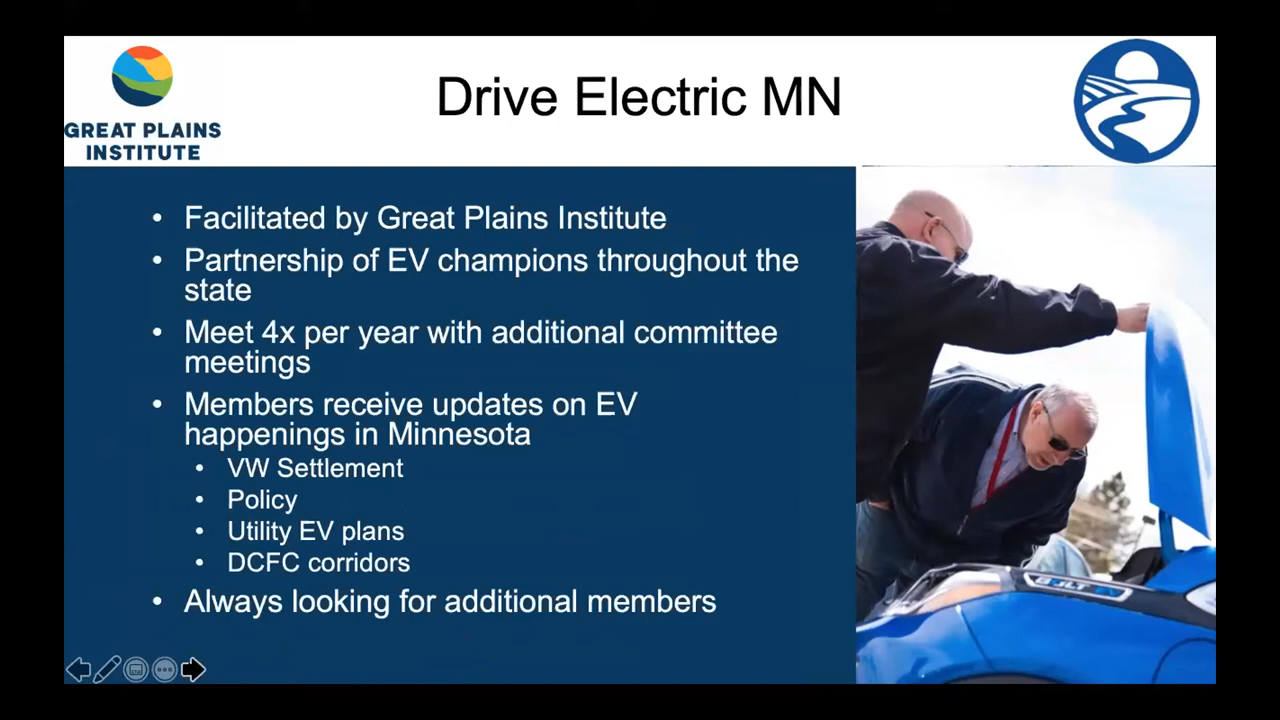 GREAT PLAINS
INSTITUTE
Drive Electric MN
• Facilitated by Great Plains Institute
• Partnership of EV champions throughout the
state
• Meet 4x per year with additional committee
meetings
• Members receive updates on EV
happenings in Minnesota
• VW Settlement
• Policy
• Utility EV plans
• DCFC corridors
• Always looking for additional members